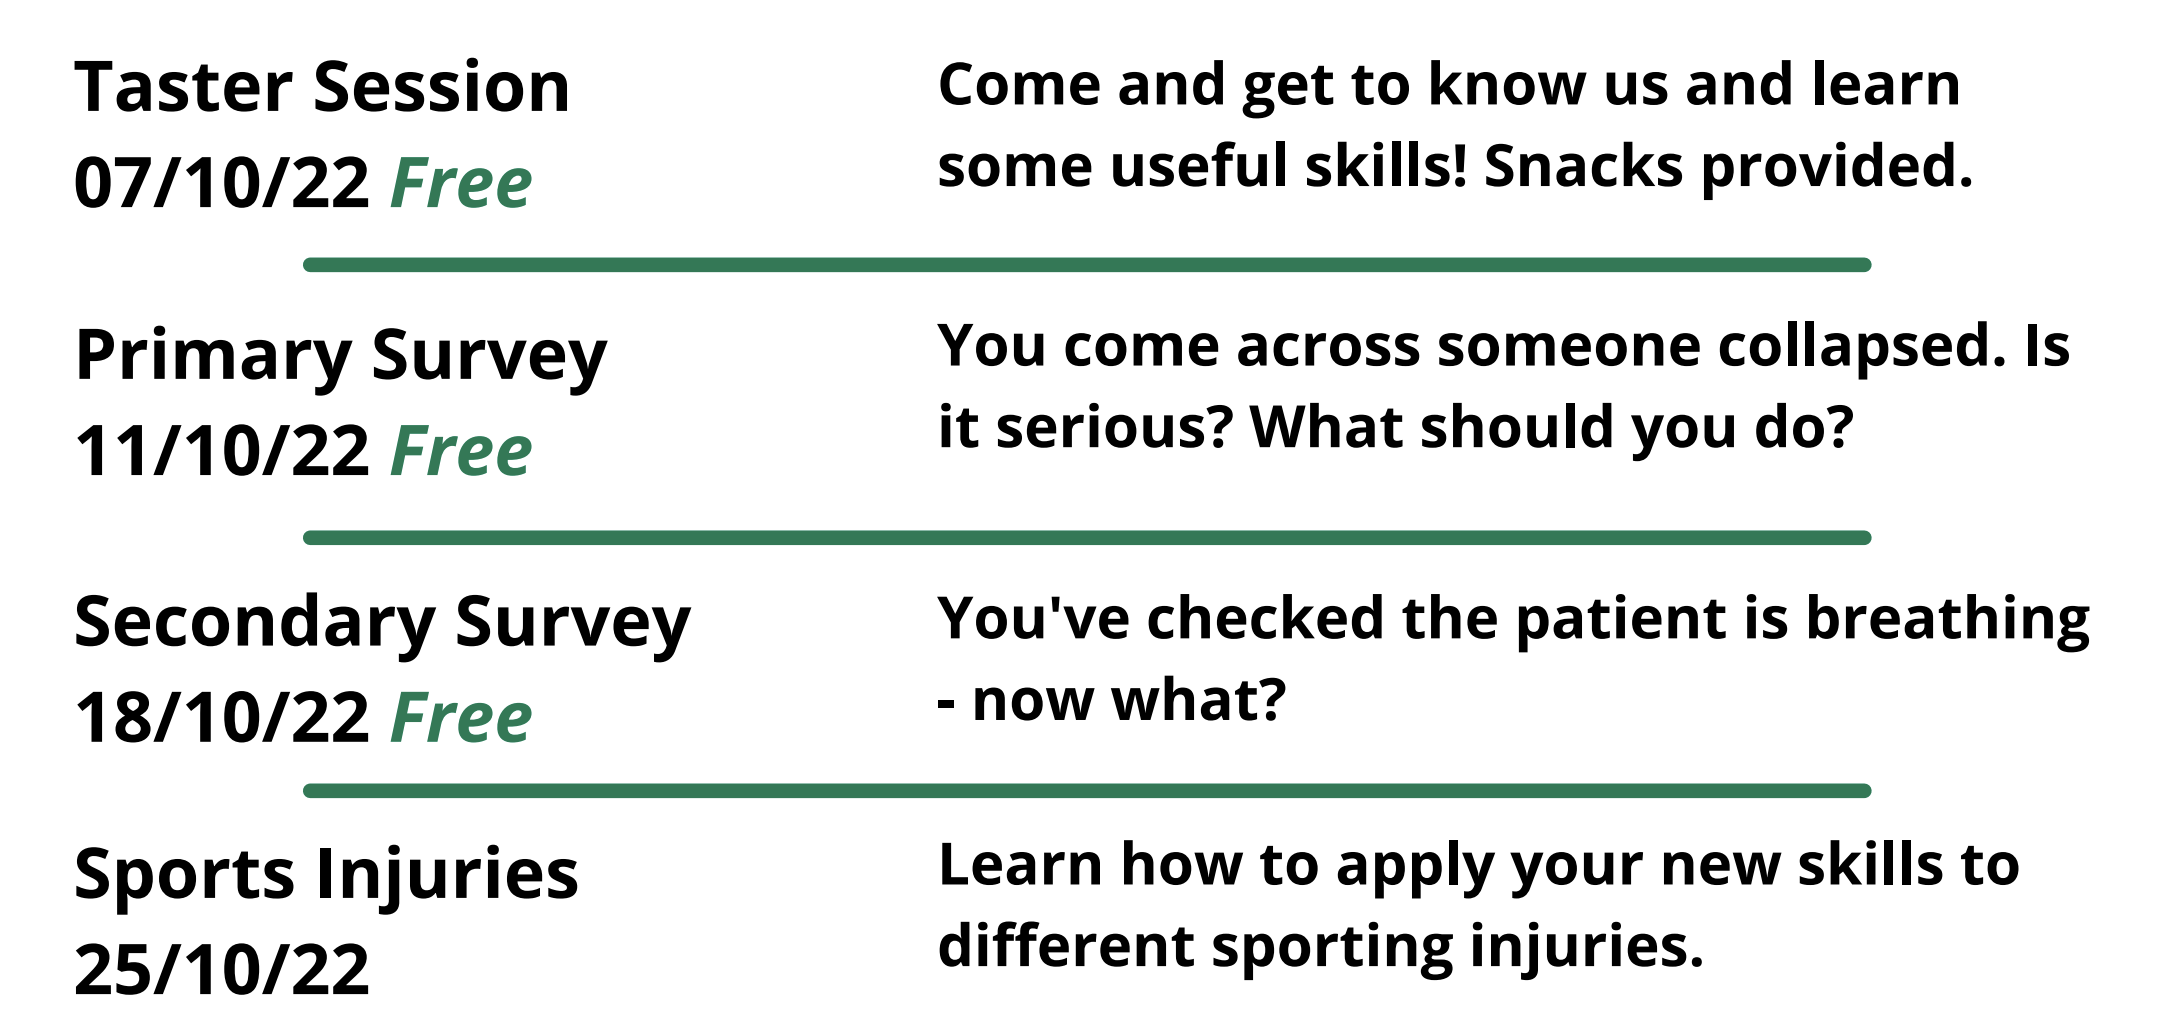 Taster Session
07/10/22 Free
Come and get to know us and learn
some useful skills! Snacks provided.
Primary Survey
11/10/22 Free
You come across someone collapsed. Is
it serious? What should you do?
Secondary Survey
18/10/22 Free
You've checked the patient is breathing
- now what?
Sports Injuries
25/10/22
Learn how to apply your new skills to
different sporting injuries.